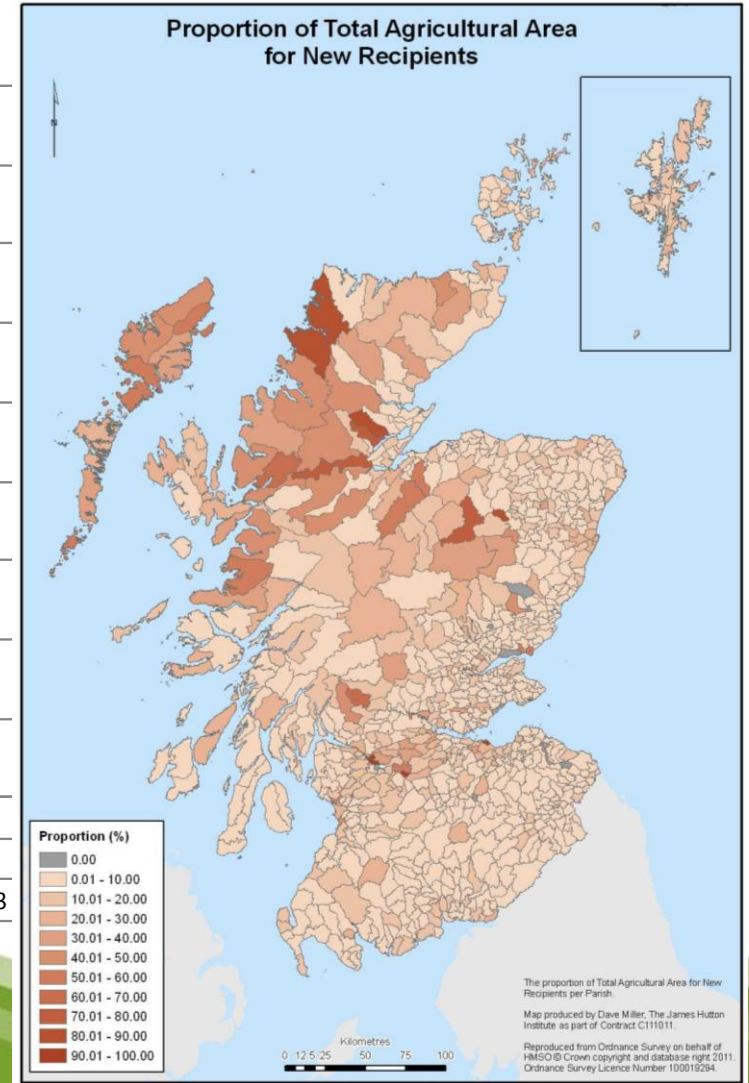 Proportion of Total Agricultural Area
for New Recipients
N
Proportion (%)
0.00
0.01 - 10.00
10.01 - 20.00
20.01 - 30.00
30.01 - 40.00
40.01 - 50.00
50.01 - 60.00
60.01 - 70.00
70.01 - 80.00
80.01 - 90.00
90.01 - 100.00
3
Kilometres
0 12.5 25 50 75 100
The proportion of Total Agricultural Area for New
Recipients per Parish.
Map produced by Dave Miller, The James Hutton
Institute as part of Contract C111011.
Reproduced from Ordnance Survey on behalf of
HMSO © Crown copyright and database right 2011.
Ordnance Survey Licence Number 100019294.